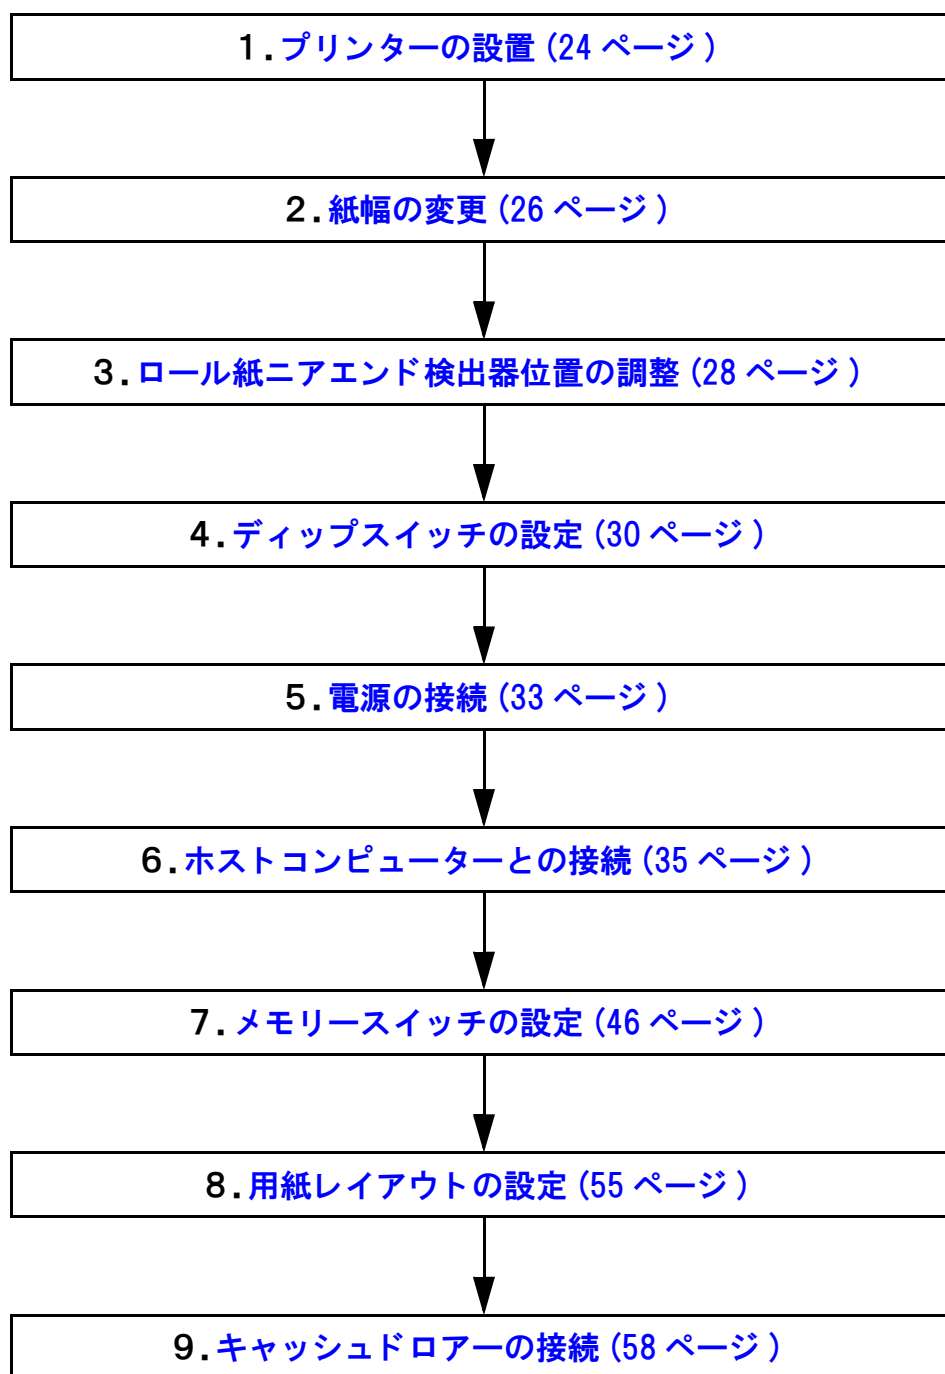 １．プリンターの設置 (24 ページ )
２．紙幅の変更 (26 ページ )
３．ロール紙ニアエンド検出器位置の調整 (28 ページ )
４．ディップスイッチの設定 (30 ページ )
５．電源の接続 (33 ページ )
６．ホストコンピューターとの接続 (35 ページ )
７．メモリースイッチの設定 (46 ページ )
８．用紙レイアウトの設定 (55 ページ )
９．キャッシュドロアーの接続 (58 ページ )